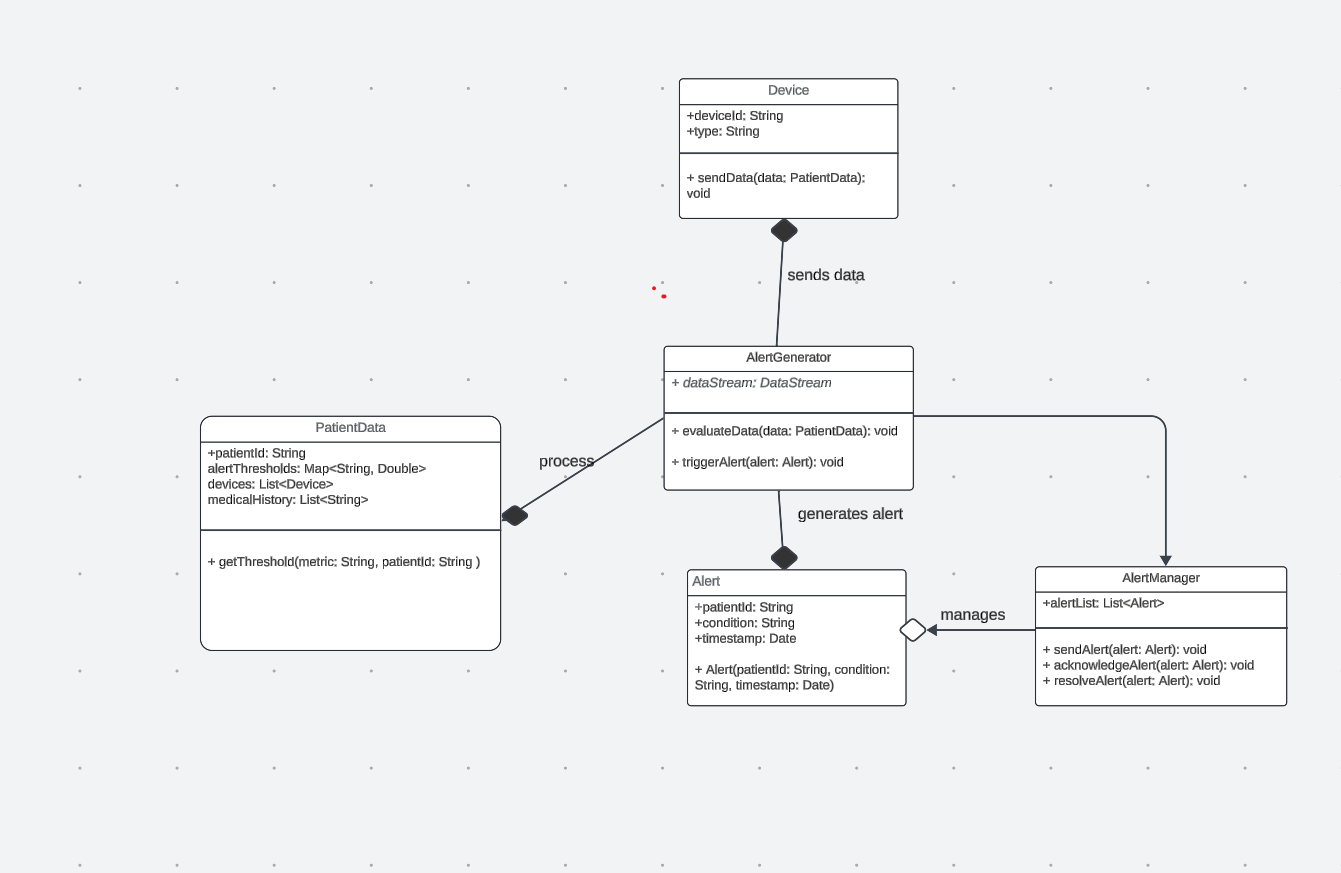 Device
+deviceId: String
+type: String
+ sendData(data: PatientData):
void
sends data
AlertGenerator
+ dataStream: DataStream
+ evaluateData(data: PatientData): void
+ triggerAlert(alert: Alert): void
process
PatientData
+patientId: String
alertThresholds: Map<String, Double>
devices: List<Device>
medicalHistory: List<String>
+ getThreshold(metric: String, patientId: String )
generates alert
Alert
+patientId: String
+condition: String
+timestamp: Date
+ Alert(patientId: String, condition:
String, timestamp: Date)
manages
AlertManager
+alertList: List<Alert>
+ sendAlert(alert: Alert): void
+ acknowledgeAlert(alert: Alert): void
+ resolveAlert(alert: Alert): void